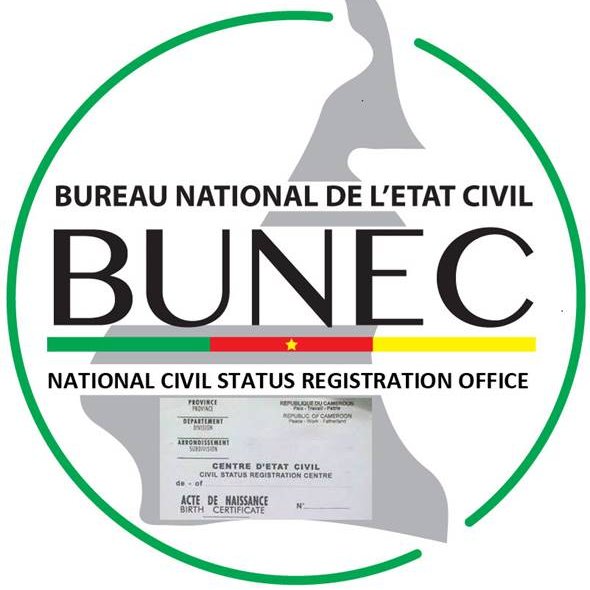 BUREAU NATIONAL DE L'ETAT CIVIL
BUNEC
NATIONAL CIVIL STATUS REGISTRATION OFFICE
PROVINCE
PROVINCE
DEPARTEMENT
DIVISION
ARRONDISSEMENT
SUBDIVISION
REPUBLIQUE DU CAMEROUN
Paix - Travail - Patrie
REPUBLIC OF CAMEROON
Peace - Work - Fatherland
CENTRE D'ETAT CIVIL
CIVIL STATUS REGISTRATION CENTRE
de - of
ACTE DE NAISSANCE
BIRTH CERTIFICATE
N°